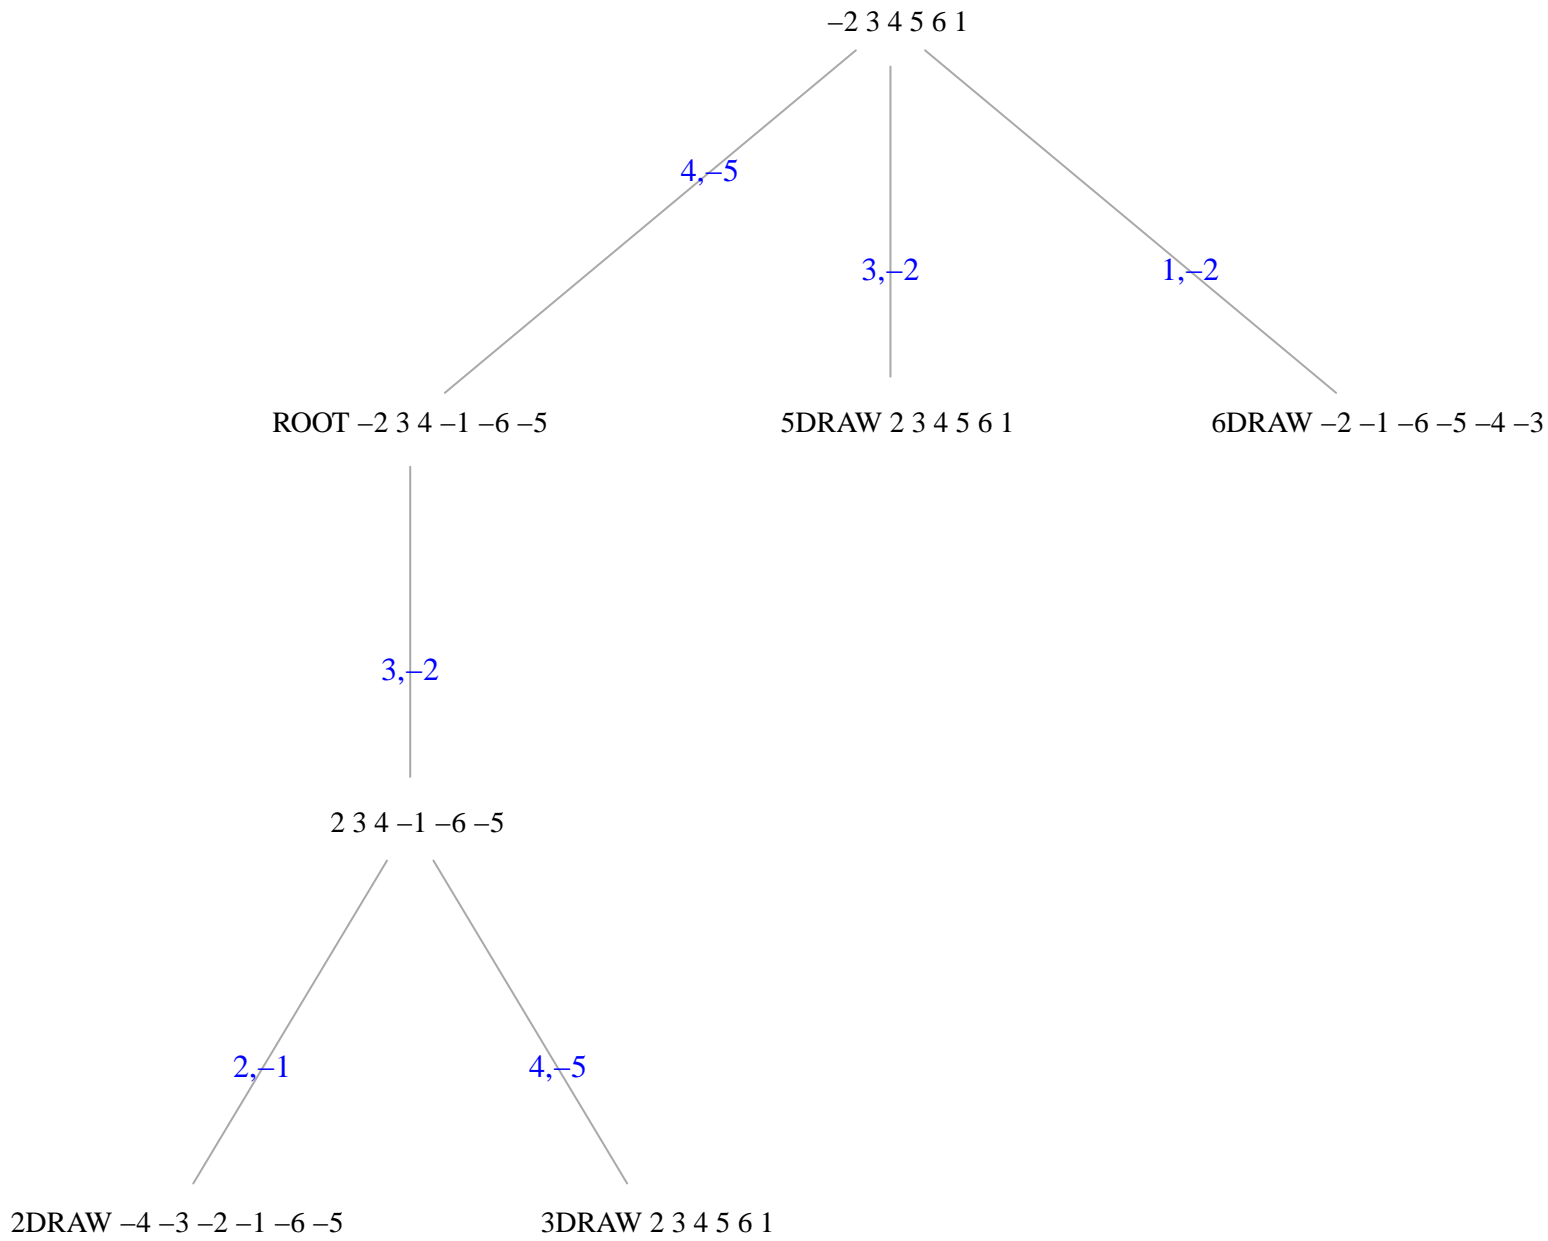 –2 3 4 5 6 1
4,–5
3,–2
1,–2
ROOT –2 3 4 –1 –6 –5
5DRAW 2 3 4 5 6 1
6DRAW –2 –1 –6 –5 –4 –3
3,–2
2 3 4 –1 –6 –5
2,–1
4,–5
2DRAW –4 –3 –2 –1 –6 –5
3DRAW 2 3 4 5 6 1